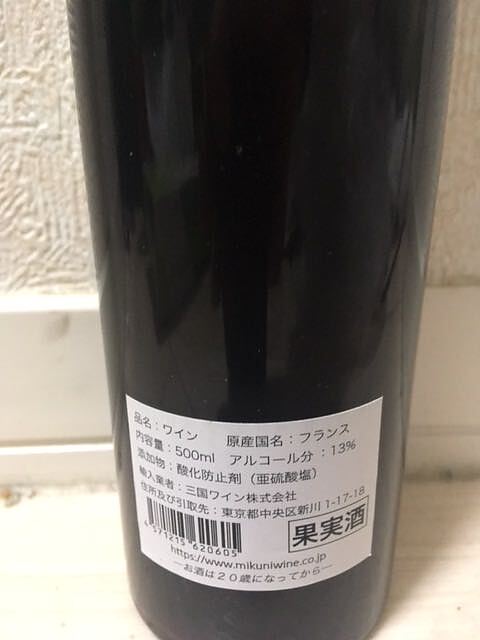 品名：ワイン　原産国名：フランス
内容量：500ml　アルコール分：13%
添加物：酸化防止剤（亜硫酸塩）
輸入業者：三国ワイン株式会社
住所及び引取先：東京都中央区新川1-17-18
4571215620605
果実酒
https://www.mikuniwine.co.jp
―お酒は２０歳になってから―